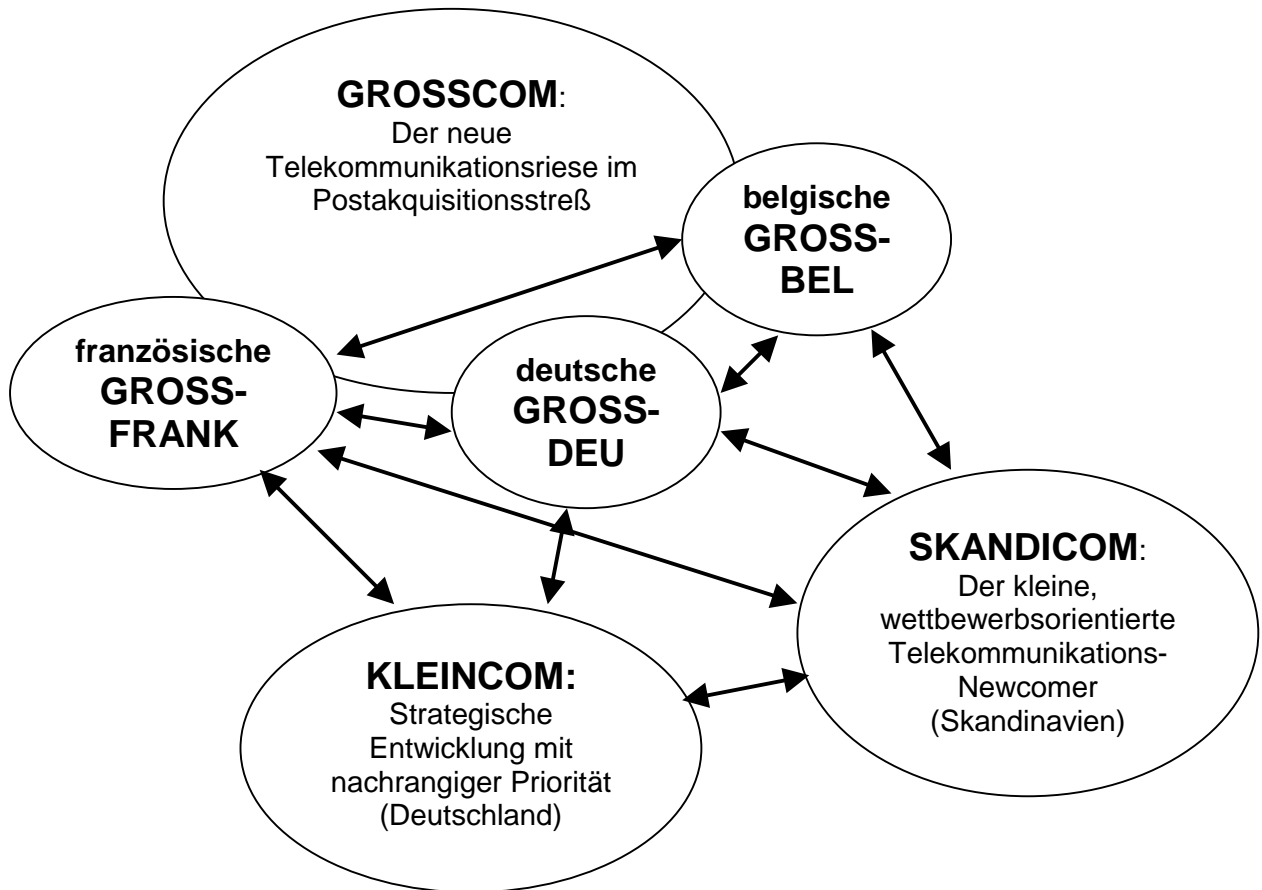 GROSSCOM:
Der neue
Telekommunikationsriese im
Postakquisitionsstreß
belgische
GROSS-
BEL
französische
GROSS-
FRANK
deutsche
GROSS-
DEU
SKANDICOM:
Der kleine,
wettbewerbsorientierte
Telekommunikations-
Newcomer
(Skandinavien)
KLEINCOM:
Strategische
Entwicklung mit
nachrangiger Priorität
(Deutschland)